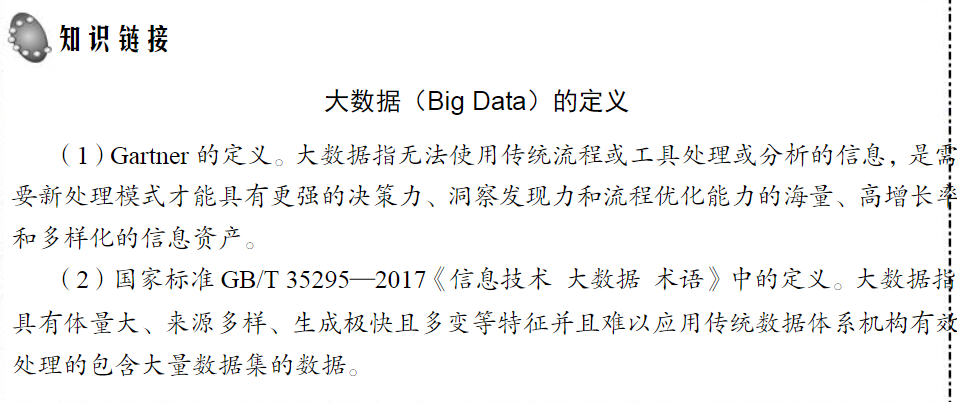 知识链接
大数据（Big Data）的定义
（1）Gartner 的定义。大数据指无法使用传统流程或工具处理或分析的信息，是需
要新处理模式才能具有更强的决策力、洞察发现力和流程优化能力的海量、高增长率
和多样化的信息资产。
（2）国家标准 GB/T 35295—2017《信息技术 大数据 术语》中的定义。大数据指
具有体量大、来源多样、生成极快且多变等特征并且难以应用传统数据体系机构有效
处理的包含大量数据集的数据。